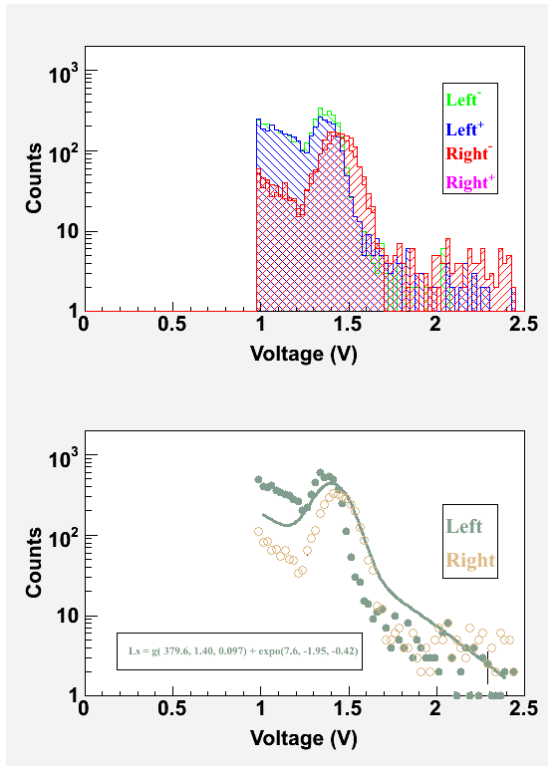 10³
10²
10
1
0
0.5
1
1.5
2
2.5
Counts
Voltage (V)
Left⁻
Left⁺
Right⁻
Right⁺
10³
10²
10
1
0
0.5
1
1.5
2
2.5
Counts
Voltage (V)
Left
Right
Ls = g( 379.6, 1.40, 0.097) + expo(7.6, -1.95, -0.42)